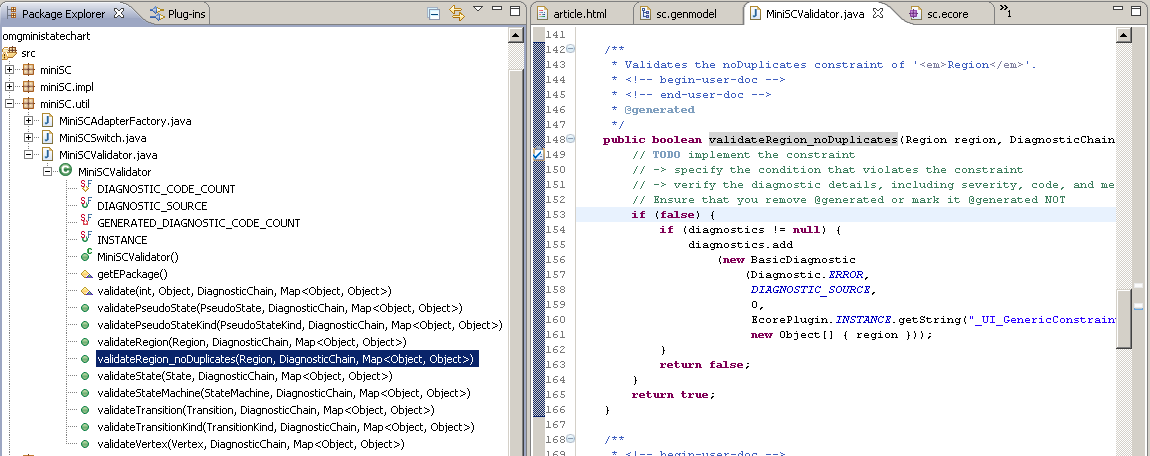 Package Explorer
Plug-ins
omgministatechart
src
miniSC
miniSC.impl
miniSC.util
MiniSCAdapterFactory.java
MiniSCSwitch.java
MiniSCValidator.java
MiniSCValidator
DIAGNOSTIC_CODE_COUNT
DIAGNOSTIC_SOURCE
GENERATED_DIAGNOSTIC_CODE_COUNT
INSTANCE
MiniSCValidator()
getEPackage()
validate(int, Object, DiagnosticChain, Map<Object, Object>)
validatePseudoState(PseudoState, DiagnosticChain, Map<Object, Object>)
validatePseudoStateKind(PseudoStateKind, DiagnosticChain, Map<Object, Object>)
validateRegion(Region, DiagnosticChain, Map<Object, Object>)
validateRegion_noDuplicates(Region, DiagnosticChain, Map<Object, Object>)
validateState(State, DiagnosticChain, Map<Object, Object>)
validateStateMachine(StateMachine, DiagnosticChain, Map<Object, Object>)
validateTransition(Transition, DiagnosticChain, Map<Object, Object>)
validateTransitionKind(TransitionKind, DiagnosticChain, Map<Object, Object>)
validateVertex(Vertex, DiagnosticChain, Map<Object, Object>)
article.html
sc.genmodel
MiniSCValidator.java
sc.ecore
»1
141
142 /**
143 * Validates the noDuplicates constraint of '<em>Region</em>'.
144 * <!-- begin-user-doc -->
145 * <!-- end-user-doc -->
146 * @generated
147 */
148 public boolean validateRegion_noDuplicates(Region region, DiagnosticChain
149 // TODO implement the constraint
150 // -> specify the condition that violates the constraint
151 // -> verify the diagnostic details, including severity, code, and me
152 // Ensure that you remove @generated or mark it @generated NOT
153 if (false) {
154 if (diagnostics != null) {
155 diagnostics.add
156 (new BasicDiagnostic
157 (Diagnostic.ERROR,
158 DIAGNOSTIC_SOURCE,
159 0,
160 EcorePlugin.INSTANCE.getString("_UI_GenericConstrain
161 new Object[] { region }));
162 }
163 return false;
164 }
165 return true;
166 }
167
168 /**
169 * <!-- begin-user-doc -->